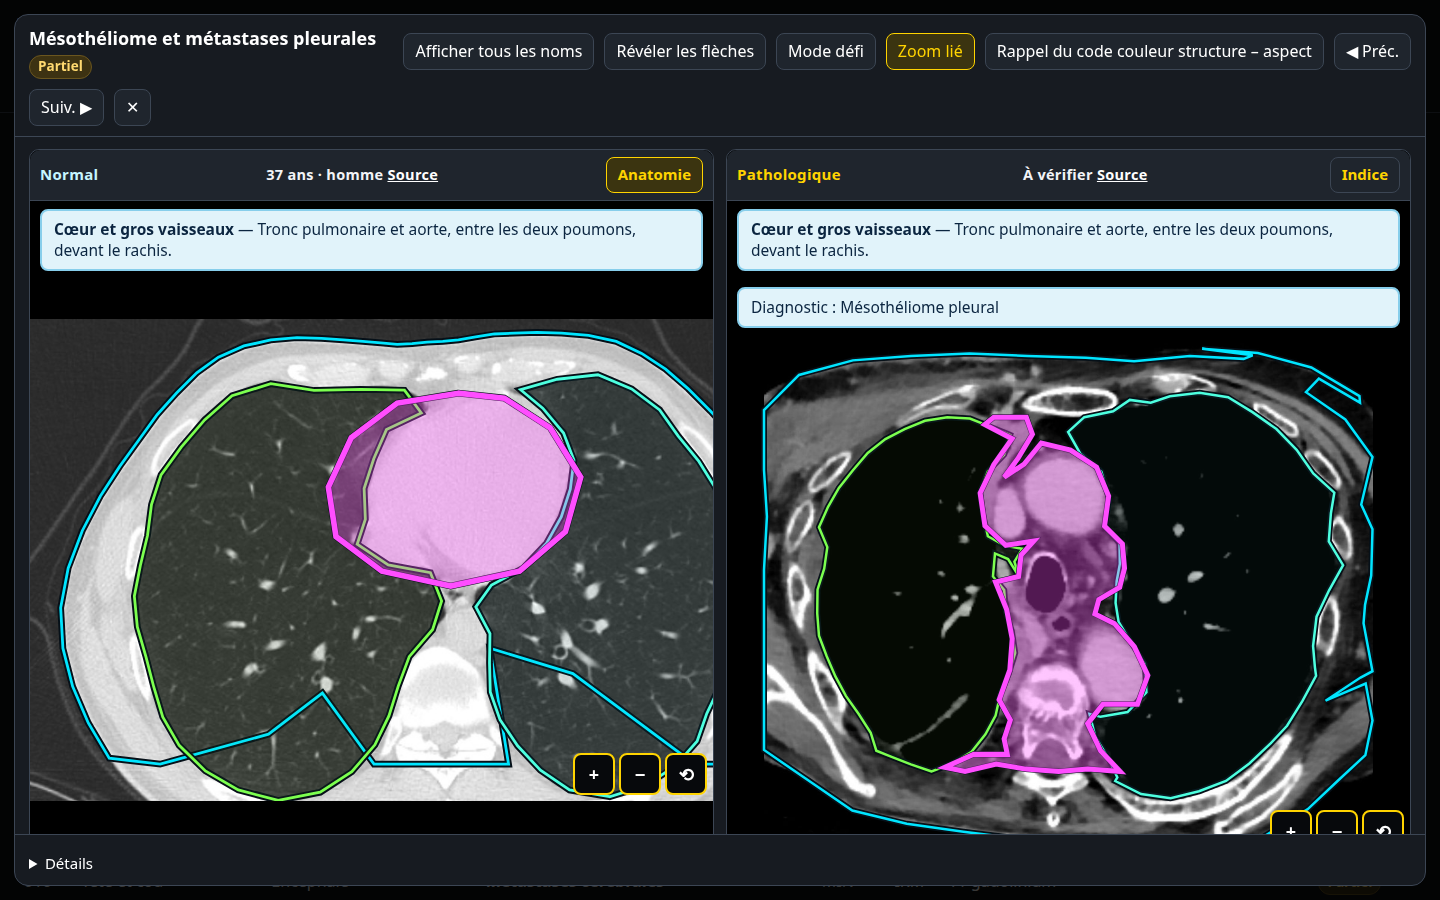 Mésothéliome et métastases pleurales
Partiel
Afficher tous les noms
Révéler les flèches
Mode défi
Zoom lié
Rappel du code couleur structure – aspect
◀ Préc.
Suiv. ▶
✕
Normal
37 ans · homme Source
Anatomie
Cœur et gros vaisseaux — Tronc pulmonaire et aorte, entre les deux poumons,
devant le rachis.
+
−
⟲
Pathologique
À vérifier Source
Indice
Cœur et gros vaisseaux — Tronc pulmonaire et aorte, entre les deux poumons,
devant le rachis.
Diagnostic : Mésothéliome pleural
+
−
⟲
▶ Détails